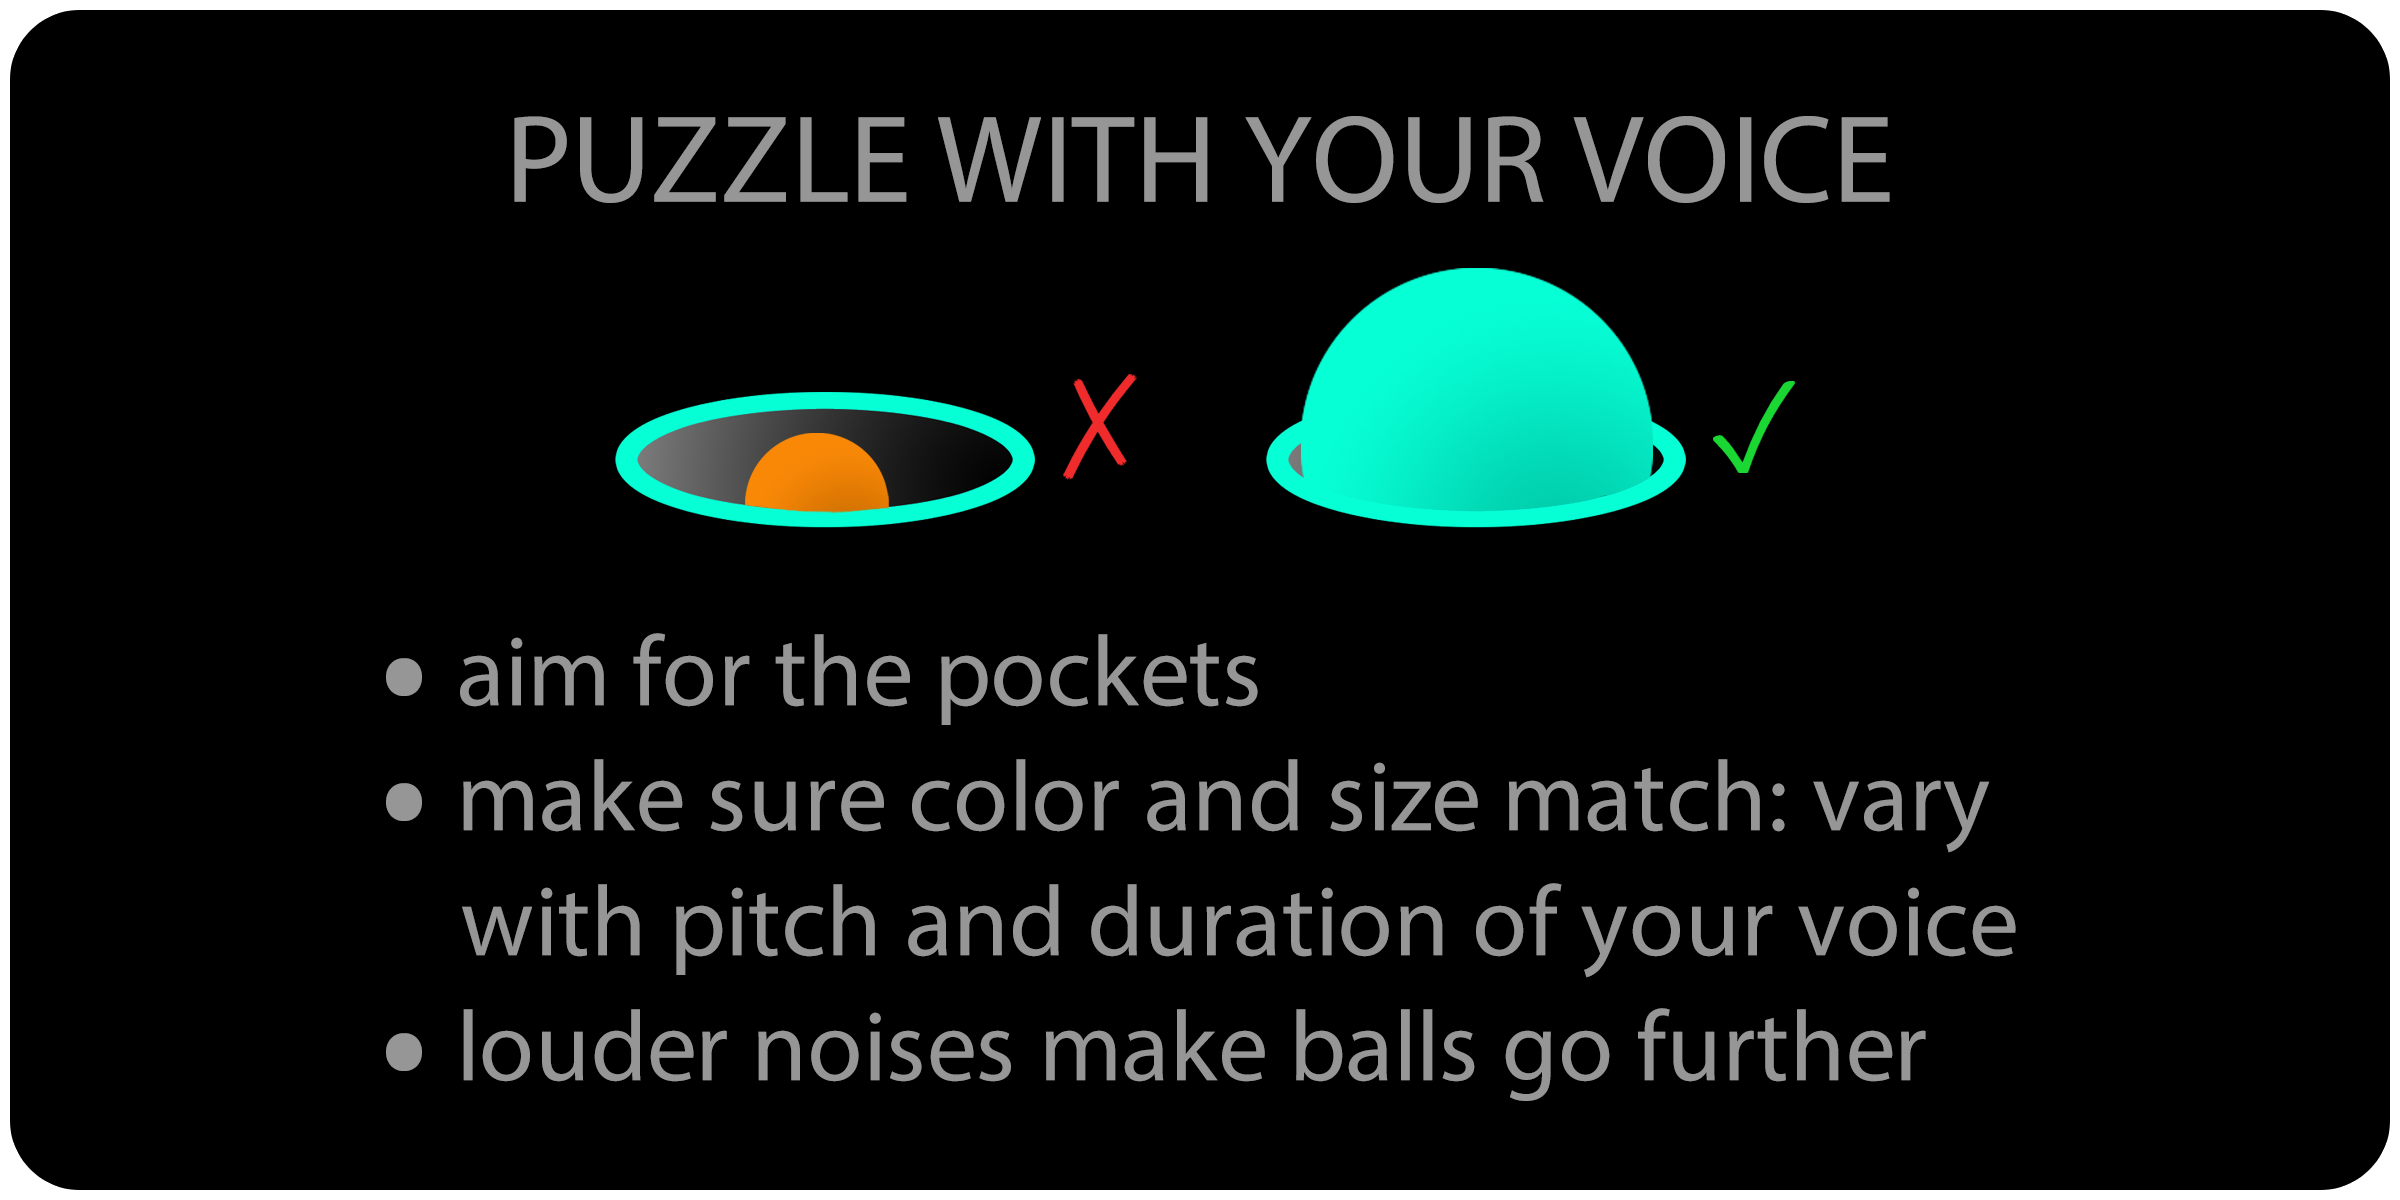 PUZZLE WITH YOUR VOICE
• aim for the pockets
• make sure color and size match: vary
with pitch and duration of your voice
• louder noises make balls go further